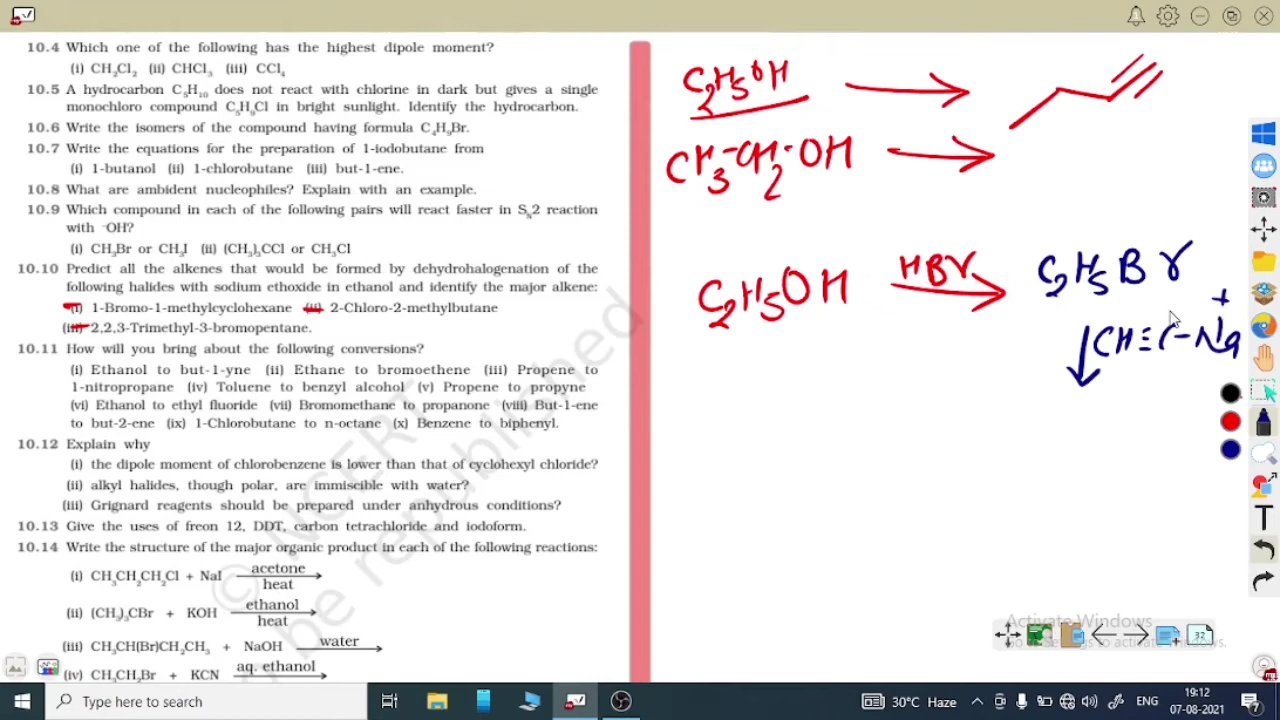 10.4 Which one of the following has the highest dipole moment?
(i) CH₂Cl₂ (ii) CHCl₃ (iii) CCl₄
10.5 A hydrocarbon C₅H₁₀ does not react with chlorine in dark but gives a single
monochloro compound C₅H₉Cl in bright sunlight. Identify the hydrocarbon.
10.6 Write the isomers of the compound having formula C₄H₉Br.
10.7 Write the equations for the preparation of 1-iodobutane from
(i) 1-butanol (ii) 1-chlorobutane (iii) but-1-ene.
10.8 What are ambident nucleophiles? Explain with an example.
10.9 Which compound in each of the following pairs will react faster in Sₙ2 reaction
with ⁻OH?
(i) CH₃Br or CH₃I (ii) (CH₃)₃CCl or CH₃Cl
10.10 Predict all the alkenes that would be formed by dehydrohalogenation of the
following halides with sodium ethoxide in ethanol and identify the major alkene:
(i) 1-Bromo-1-methylcyclohexane (ii) 2-Chloro-2-methylbutane
(iii) 2,2,3-Trimethyl-3-bromopentane.
10.11 How will you bring about the following conversions?
(i) Ethanol to but-1-yne (ii) Ethane to bromoethene (iii) Propene to
1-nitropropane (iv) Toluene to benzyl alcohol (v) Propene to propyne
(vi) Ethanol to ethyl fluoride (vii) Bromomethane to propanone (viii) But-1-ene
to but-2-ene (ix) 1-Chlorobutane to n-octane (x) Benzene to biphenyl.
10.12 Explain why
(i) the dipole moment of chlorobenzene is lower than that of cyclohexyl chloride?
(ii) alkyl halides, though polar, are immiscible with water?
(iii) Grignard reagents should be prepared under anhydrous conditions?
10.13 Give the uses of freon 12, DDT, carbon tetrachloride and iodoform.
10.14 Write the structure of the major organic product in each of the following reactions:
(i) CH₃CH₂CH₂Cl + NaI acetone heat
(ii) (CH₃)₃CBr + KOH ethanol heat
(iii) CH₃CH(Br)CH₂CH₃ + NaOH water
(iv) CH₃CH₂Br + KCN aq. ethanol
© NCERT
be republished
C₂H₅OH
CH₃-CH₂-OH
C₂H₅OH HBr C₂H₅Br
+
CH≡C-Na
Activate Windows
Go to Settings to activate Windows.
32
T
Type here to search
30°C Haze
ENG
19:12
07-08-2021